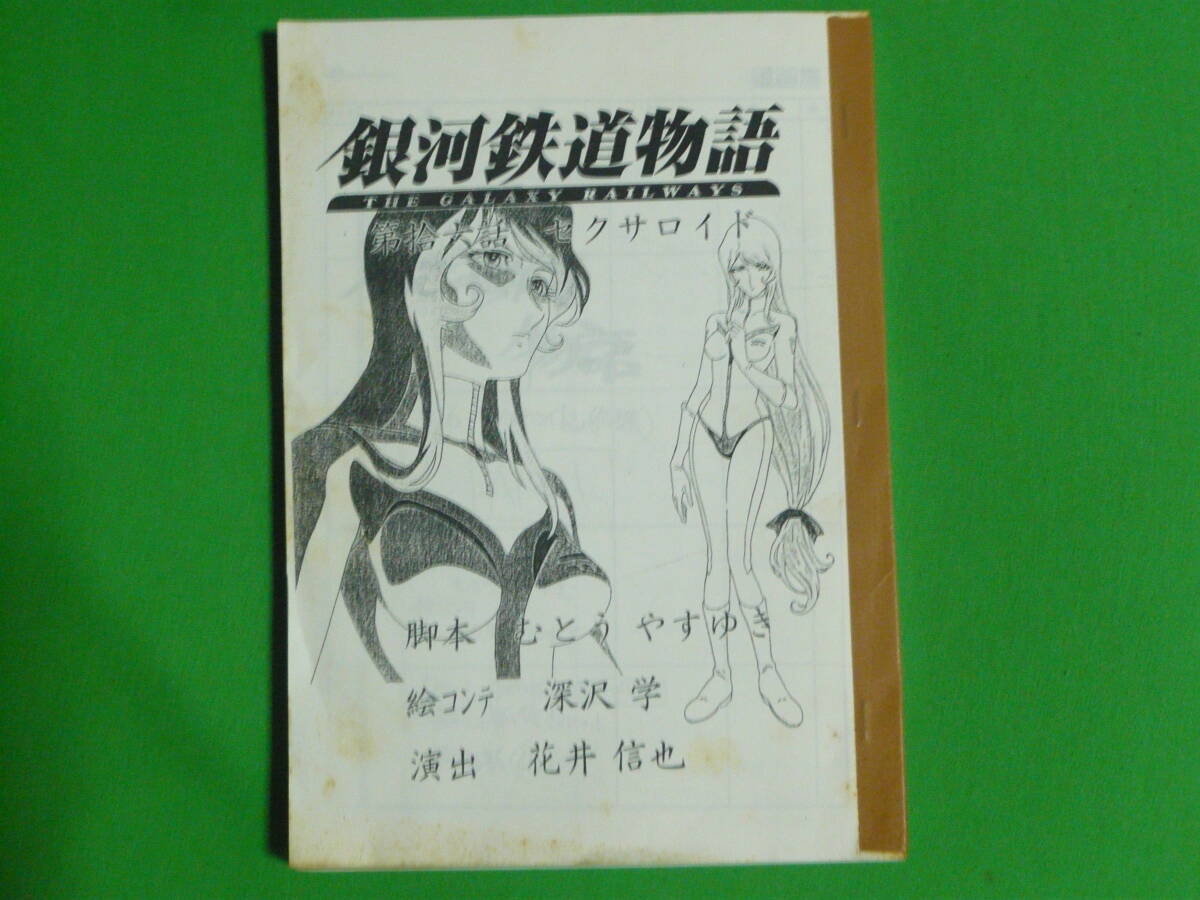 銀河鉄道物語
THE GALAXY RAILWAYS
第拾六話 セクサロイド
脚本 むとう やすゆき
絵コンテ 深沢 学
演出 花井 信也